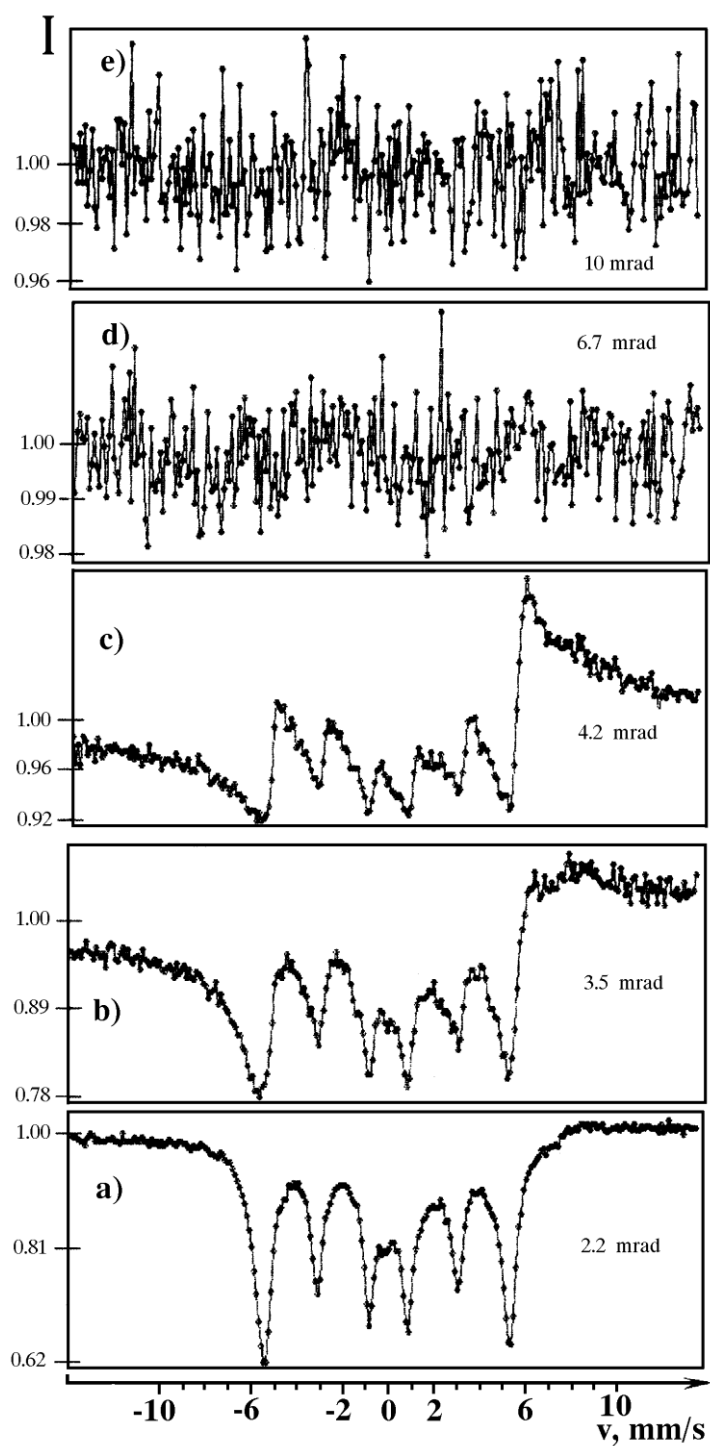 I
e)
1.00
0.98
0.96
10 mrad
d)
6.7 mrad
1.00
0.99
0.98
c)
1.00
0.96
0.92
4.2 mrad
1.00
0.89
0.78
b)
3.5 mrad
1.00
0.81
0.62
a)
2.2 mrad
-10 -6 -2 0 2 6 10
v, mm/s